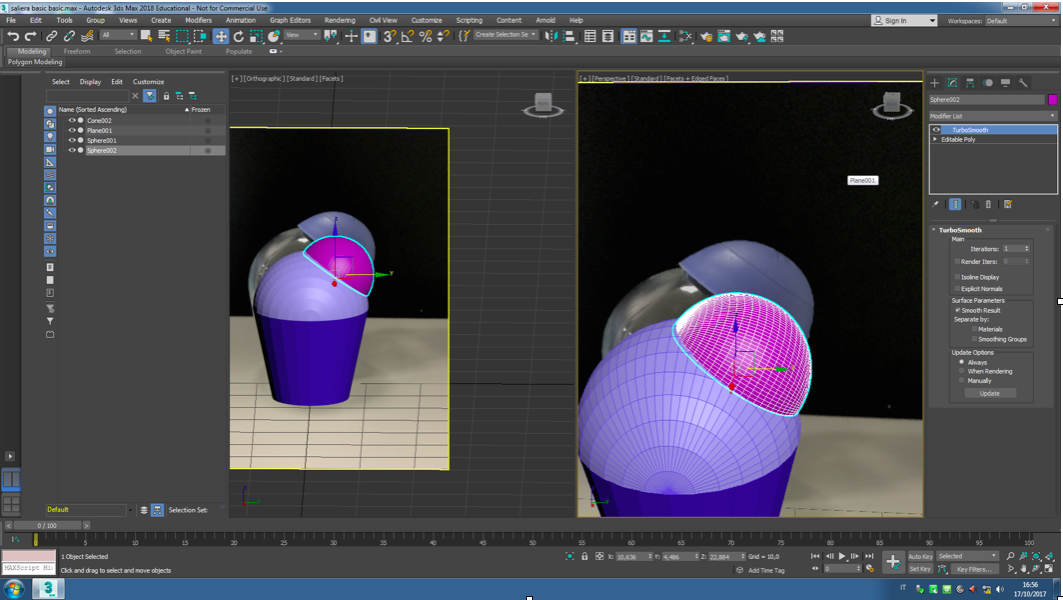 saliera basic basic.max - Autodesk 3ds Max 2018 Educational - Not for Commercial Use
File Edit Tools Group Views Create Modifiers Animation Graph Editors Rendering Civil View Customize Scripting Content Arnold Help
Sign In Workspaces: Default
All View Create Selection Se
Modeling Freeform Selection Object Paint Populate
Polygon Modeling
Select Display Edit Customize
Name (Sorted Ascending) Frozen
Cone002
Plane001
Sphere001
Sphere002
[+] [Orthographic] [Standard] [Facets]
[+] [Perspective] [Standard] [Facets + Edged Faces]
Plane001
Sphere002
Modifier List
TurboSmooth
Editable Poly
TurboSmooth
Main
Iterations: 1
Render Iters: 0
Isoline Display
Explicit Normals
Surface Parameters
Smooth Result
Separate by:
Materials
Smoothing Groups
Update Options
Always
When Rendering
Manually
Update
Default Selection Set:
0 / 100
0 5 10 15 20 25 30 35 40 45 50 55 60 65 70 75 80 85 90 95 100
1 Object Selected
X: 10,636 Y: 4,486 Z: 22,884 Grid = 10,0
Auto Key Selected
MAXScript Mi
Click and drag to select and move objects
Add Time Tag
0
Set Key Key Filters...
IT
16:56
17/10/2017